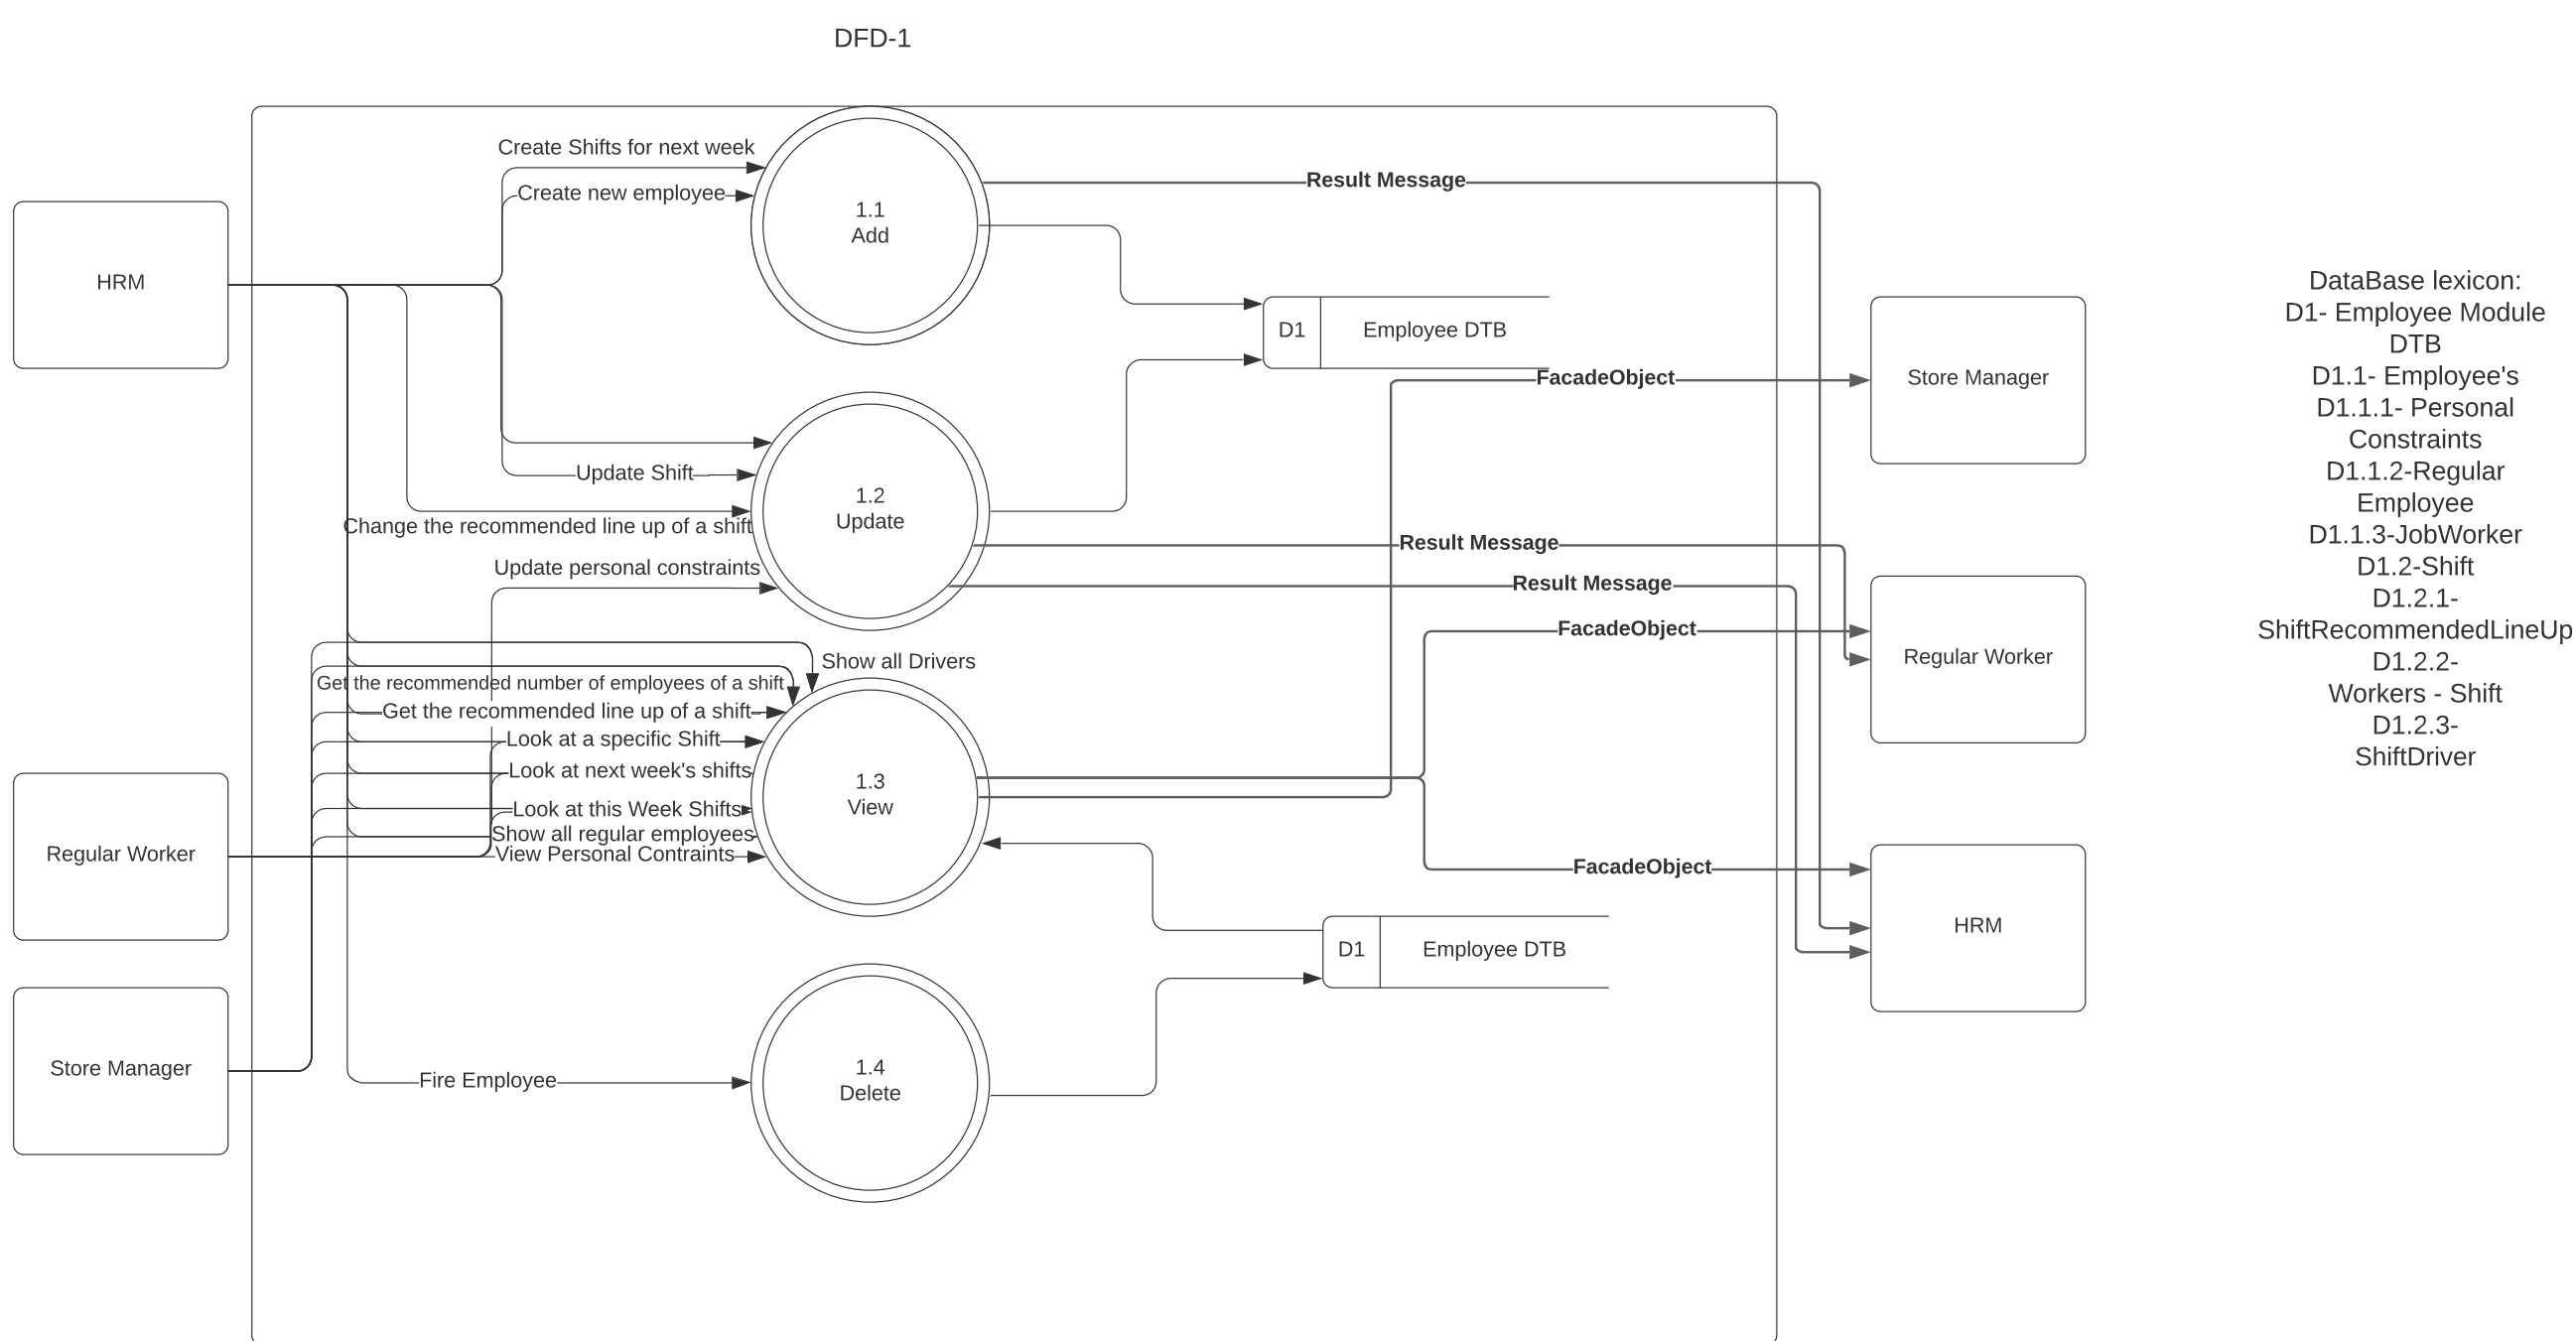 DFD-1
Create Shifts for next week
Create new employee
HRM
1.1
Add
Result Message
D1
Employee DTB
FacadeObject
Store Manager
Update Shift
Change the recommended line up of a shift
1.2
Update
Update personal constraints
Result Message
Result Message
FacadeObject
Regular Worker
Show all Drivers
Get the recommended number of employees of a shift
Get the recommended line up of a shift
Look at a specific Shift
Look at next week's shifts
Look at this Week Shifts
Show all regular employees
View Personal Contraints
Regular Worker
1.3
View
FacadeObject
HRM
D1
Employee DTB
Store Manager
Fire Employee
1.4
Delete
DataBase lexicon:
D1- Employee Module
DTB
D1.1- Employee's
D1.1.1- Personal
Constraints
D1.1.2-Regular
Employee
D1.1.3-JobWorker
D1.2-Shift
D1.2.1-
ShiftRecommendedLineUp
D1.2.2-
Workers - Shift
D1.2.3-
ShiftDriver